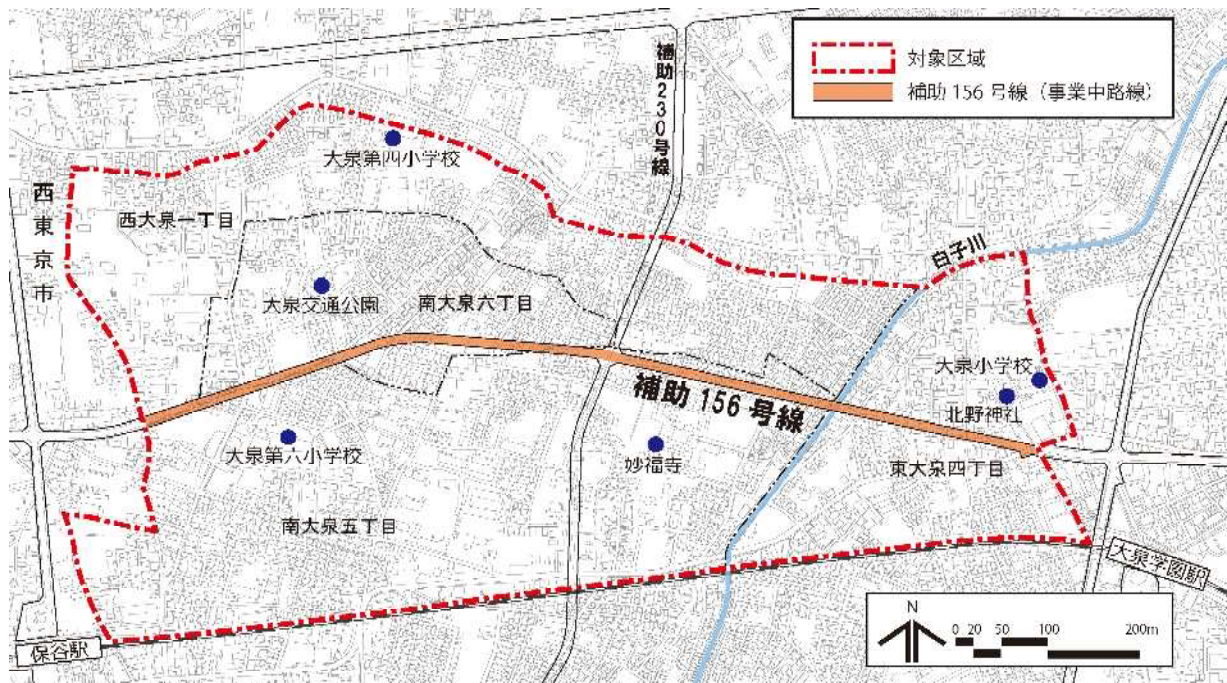 対象区域
補助 156 号線（事業中路線）
補助230号線
大泉第四小学校
西東京市
西大泉一丁目
白子川
大泉交通公園
南大泉六丁目
大泉小学校
北野神社
補助 156 号線
大泉第六小学校
妙福寺
東大泉四丁目
南大泉五丁目
大泉学園駅
保谷駅
N
0 20 50 100 200m